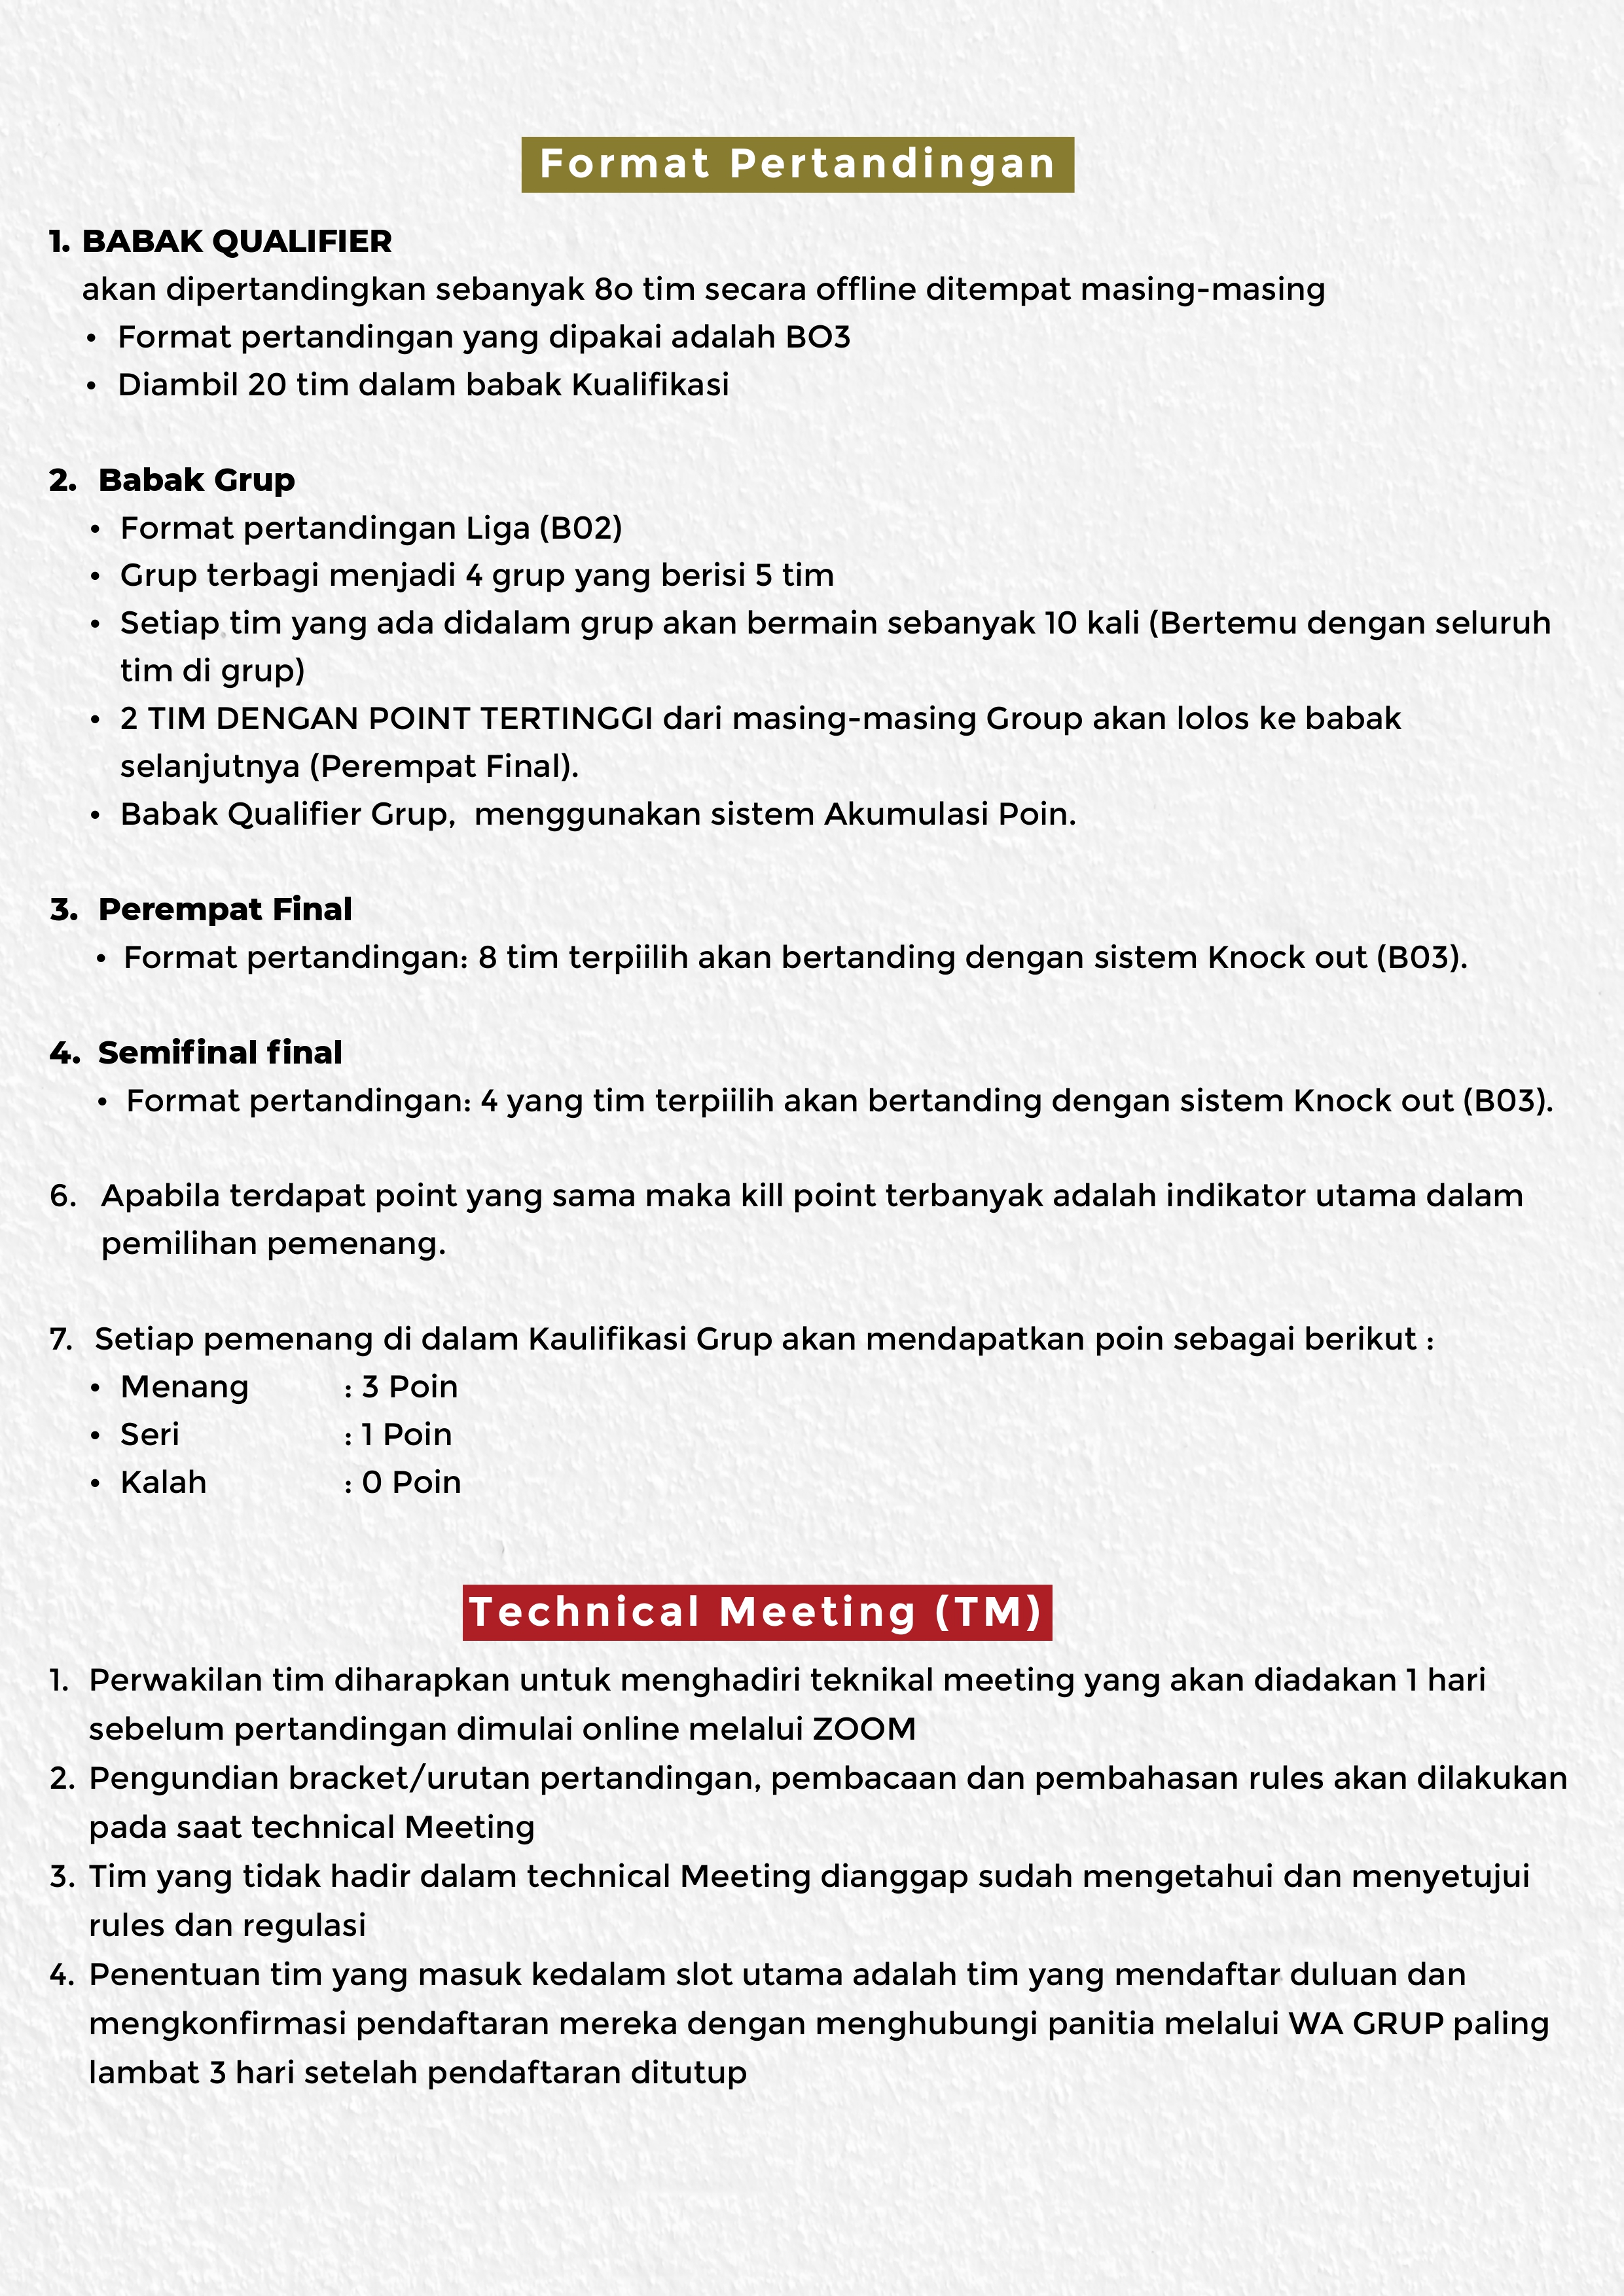 Format Pertandingan
1. BABAK QUALIFIER
akan dipertandingkan sebanyak 8o tim secara offline ditempat masing-masing
• Format pertandingan yang dipakai adalah BO3
• Diambil 20 tim dalam babak Kualifikasi
2. Babak Grup
• Format pertandingan Liga (B02)
• Grup terbagi menjadi 4 grup yang berisi 5 tim
• Setiap tim yang ada didalam grup akan bermain sebanyak 10 kali (Bertemu dengan seluruh
tim di grup)
• 2 TIM DENGAN POINT TERTINGGI dari masing-masing Group akan lolos ke babak
selanjutnya (Perempat Final).
• Babak Qualifier Grup, menggunakan sistem Akumulasi Poin.
3. Perempat Final
• Format pertandingan: 8 tim terpiilih akan bertanding dengan sistem Knock out (B03).
4. Semifinal final
• Format pertandingan: 4 yang tim terpiilih akan bertanding dengan sistem Knock out (B03).
6. Apabila terdapat point yang sama maka kill point terbanyak adalah indikator utama dalam
pemilihan pemenang.
7. Setiap pemenang di dalam Kaulifikasi Grup akan mendapatkan poin sebagai berikut :
• Menang : 3 Poin
• Seri : 1 Poin
• Kalah : 0 Poin
Technical Meeting (TM)
1. Perwakilan tim diharapkan untuk menghadiri teknikal meeting yang akan diadakan 1 hari
sebelum pertandingan dimulai online melalui ZOOM
2. Pengundian bracket/urutan pertandingan, pembacaan dan pembahasan rules akan dilakukan
pada saat technical Meeting
3. Tim yang tidak hadir dalam technical Meeting dianggap sudah mengetahui dan menyetujui
rules dan regulasi
4. Penentuan tim yang masuk kedalam slot utama adalah tim yang mendaftar duluan dan
mengkonfirmasi pendaftaran mereka dengan menghubungi panitia melalui WA GRUP paling
lambat 3 hari setelah pendaftaran ditutup